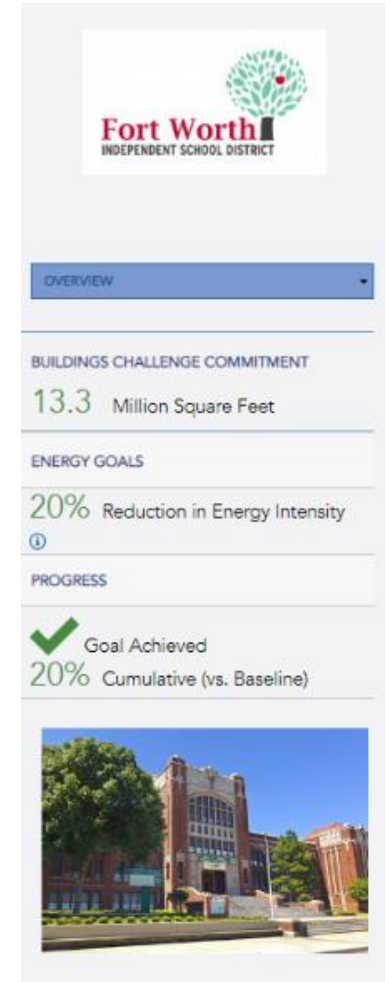 Fort Worth
INDEPENDENT SCHOOL DISTRICT
OVERVIEW
BUILDINGS CHALLENGE COMMITMENT
13.3 Million Square Feet
ENERGY GOALS
20% Reduction in Energy Intensity
PROGRESS
Goal Achieved
20% Cumulative (vs. Baseline)